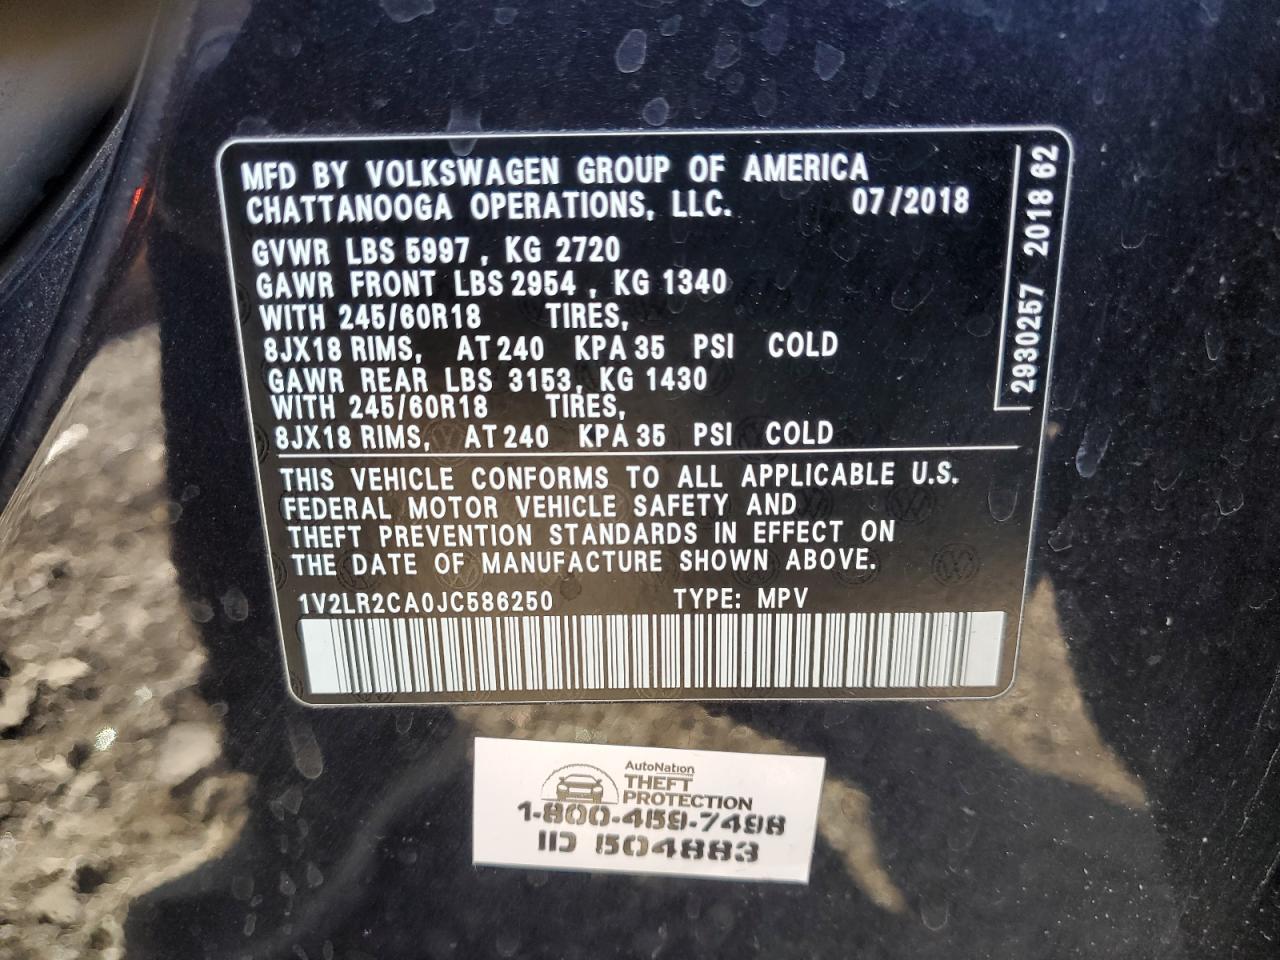 MFD BY VOLKSWAGEN GROUP OF AMERICA
CHATTANOOGA OPERATIONS, LLC. 07/2018
GVWR LBS 5997 , KG 2720
GAWR FRONT LBS 2954 , KG 1340
WITH 245/60R18 TIRES,
8JX18 RIMS, AT 240 KPA 35 PSI COLD
GAWR REAR LBS 3153, KG 1430
WITH 245/60R18 TIRES,
8JX18 RIMS, AT 240 KPA 35 PSI COLD
2930257 2018 62
THIS VEHICLE CONFORMS TO ALL APPLICABLE U.S.
FEDERAL MOTOR VEHICLE SAFETY AND
THEFT PREVENTION STANDARDS IN EFFECT ON
THE DATE OF MANUFACTURE SHOWN ABOVE.
1V2LR2CA0JC586250 TYPE: MPV
AutoNation
THEFT
PROTECTION
1-800-459-7498
ID 1504883